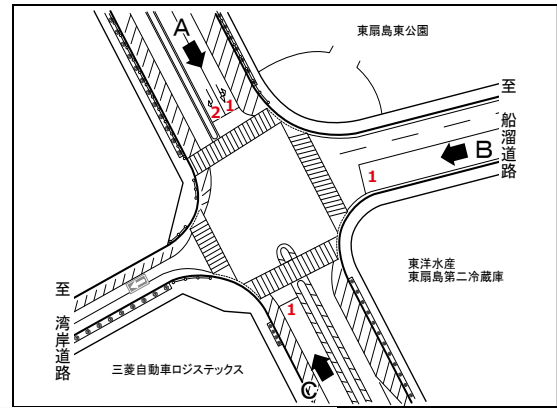 A
東扇島東公園
2 1
至 船溜道路
B
1
東洋水産
東扇島第二冷蔵庫
至 湾岸道路
1
三菱自動車ロジステックス
C